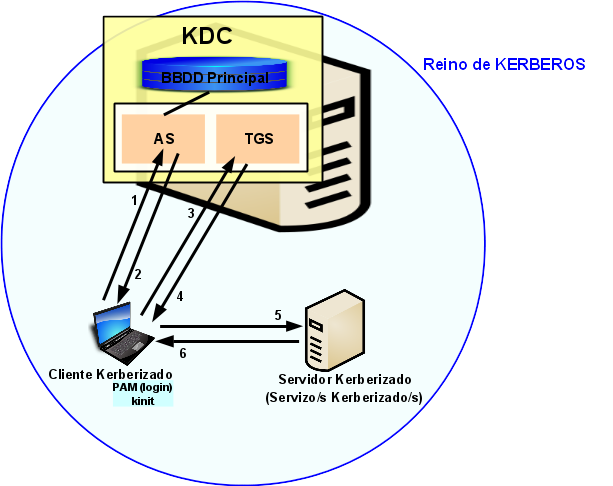 KDC
Reino de KERBEROS
BBDD Principal
AS
TGS
1
3
2
4
5
6
Cliente Kerberizado
PAM (login)
kinit
Servidor Kerberizado
(Servizo/s Kerberizado/s)